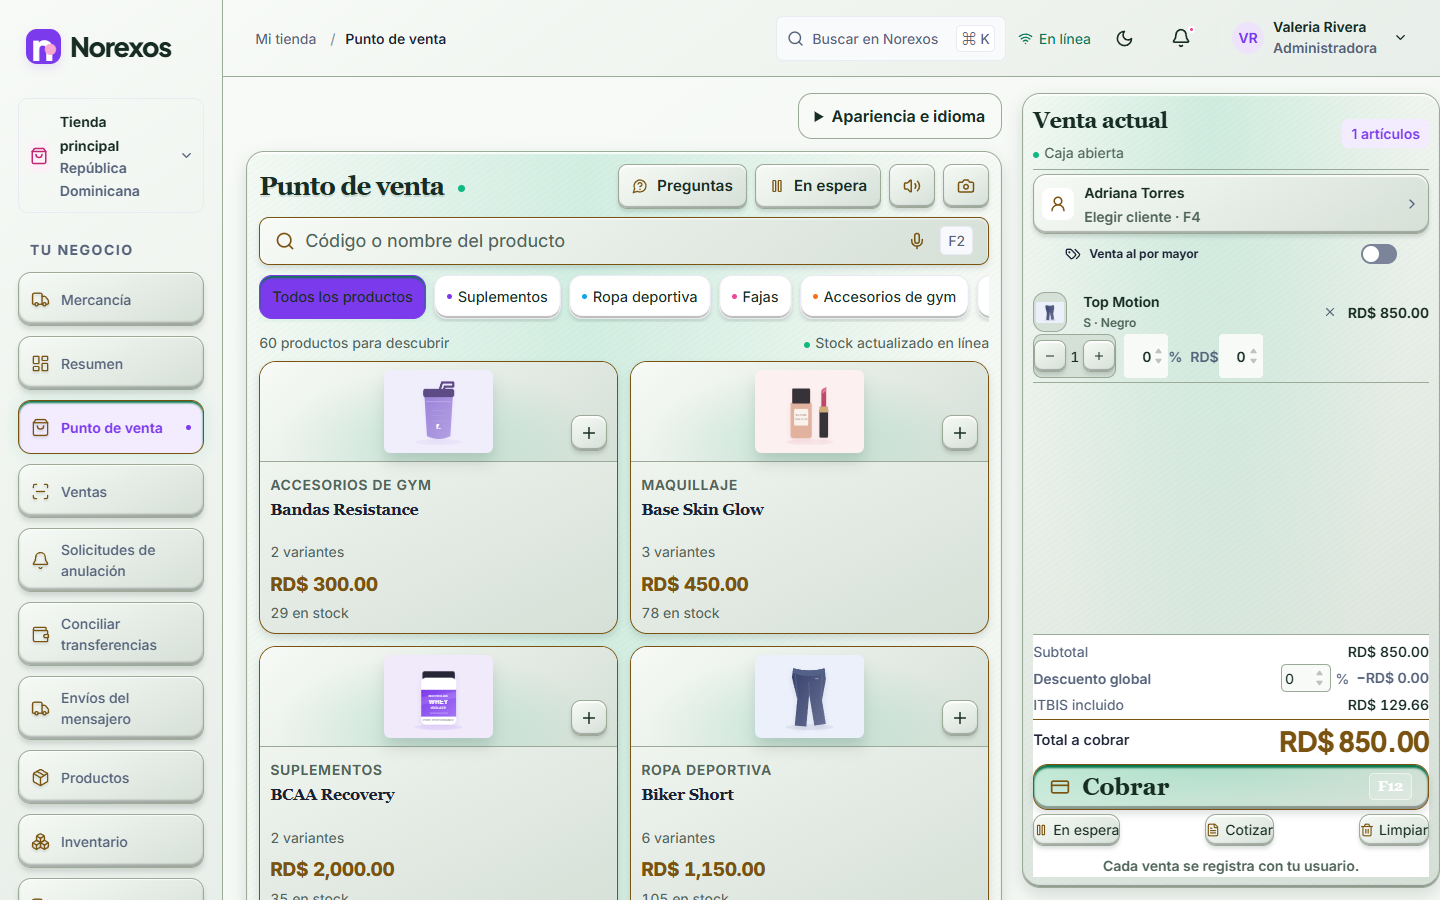 Norexos
Mi tienda / Punto de venta
Buscar en Norexos ⌘ K
En línea
VR
Valeria Rivera
Administradora
Tienda principal
República Dominicana
TU NEGOCIO
Mercancía
Resumen
Punto de venta
Ventas
Solicitudes de anulación
Conciliar transferencias
Envíos del mensajero
Productos
Inventario
Apariencia e idioma
Punto de venta
Preguntas
En espera
Código o nombre del producto F2
Todos los productos
Suplementos
Ropa deportiva
Fajas
Accesorios de gym
60 productos para descubrir
Stock actualizado en línea
ACCESORIOS DE GYM
Bandas Resistance
2 variantes
RD$ 300.00
29 en stock
MAQUILLAJE
Base Skin Glow
3 variantes
RD$ 450.00
78 en stock
WHEY
SUPLEMENTOS
BCAA Recovery
2 variantes
RD$ 2,000.00
35 en stock
ROPA DEPORTIVA
Biker Short
6 variantes
RD$ 1,150.00
105 en stock
Venta actual
1 artículos
Caja abierta
Adriana Torres
Elegir cliente · F4
Venta al por mayor
Top Motion
S · Negro
× RD$ 850.00
− 1 + 0 % RD$ 0
Subtotal RD$ 850.00
Descuento global 0 % −RD$ 0.00
ITBIS incluido RD$ 129.66
Total a cobrar RD$ 850.00
Cobrar F12
En espera
Cotizar
Limpiar
Cada venta se registra con tu usuario.